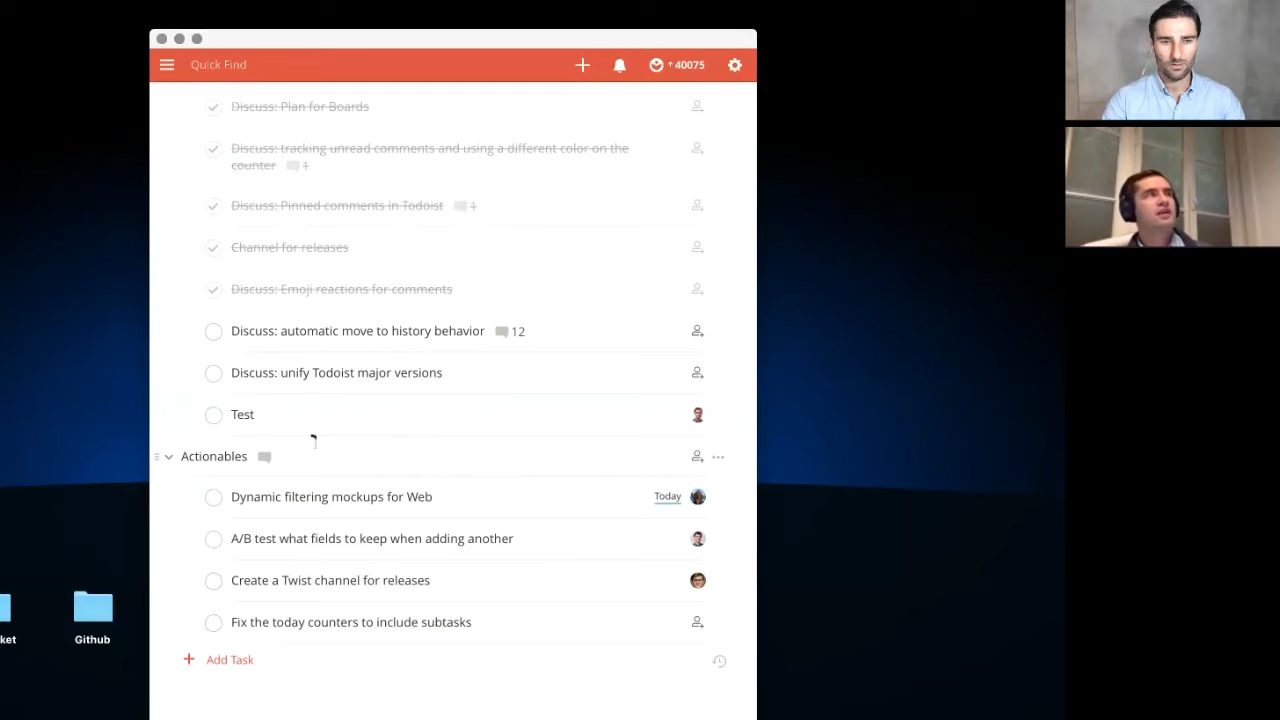 Quick Find
40075
Discuss: Plan for Boards
Discuss: tracking unread comments and using a different color on the
counter 1
Discuss: Pinned comments in Todoist 1
Channel for releases
Discuss: Emoji reactions for comments
Discuss: automatic move to history behavior 12
Discuss: unify Todoist major versions
Test
Actionables
Dynamic filtering mockups for Web Today
A/B test what fields to keep when adding another
Create a Twist channel for releases
Fix the today counters to include subtasks
ket Github
+ Add Task